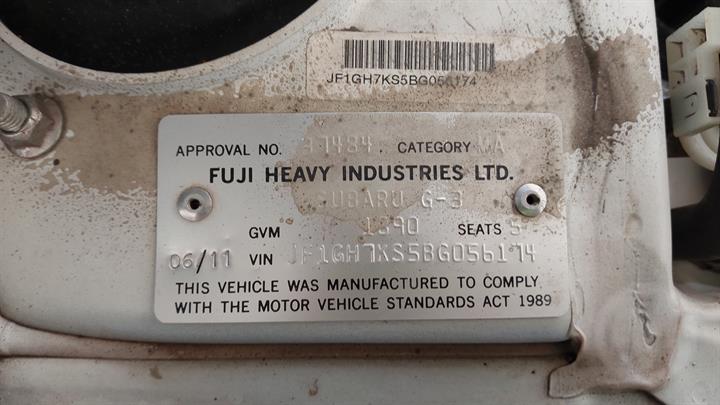 JF1GH7KS5BG056174
APPROVAL NO. CATEGORY MA
FUJI HEAVY INDUSTRIES LTD.
SUBARU G-3
GVM 1890 SEATS 5
06/11 VIN JF1GH7KS5BG056174
THIS VEHICLE WAS MANUFACTURED TO COMPLY
WITH THE MOTOR VEHICLE STANDARDS ACT 1989